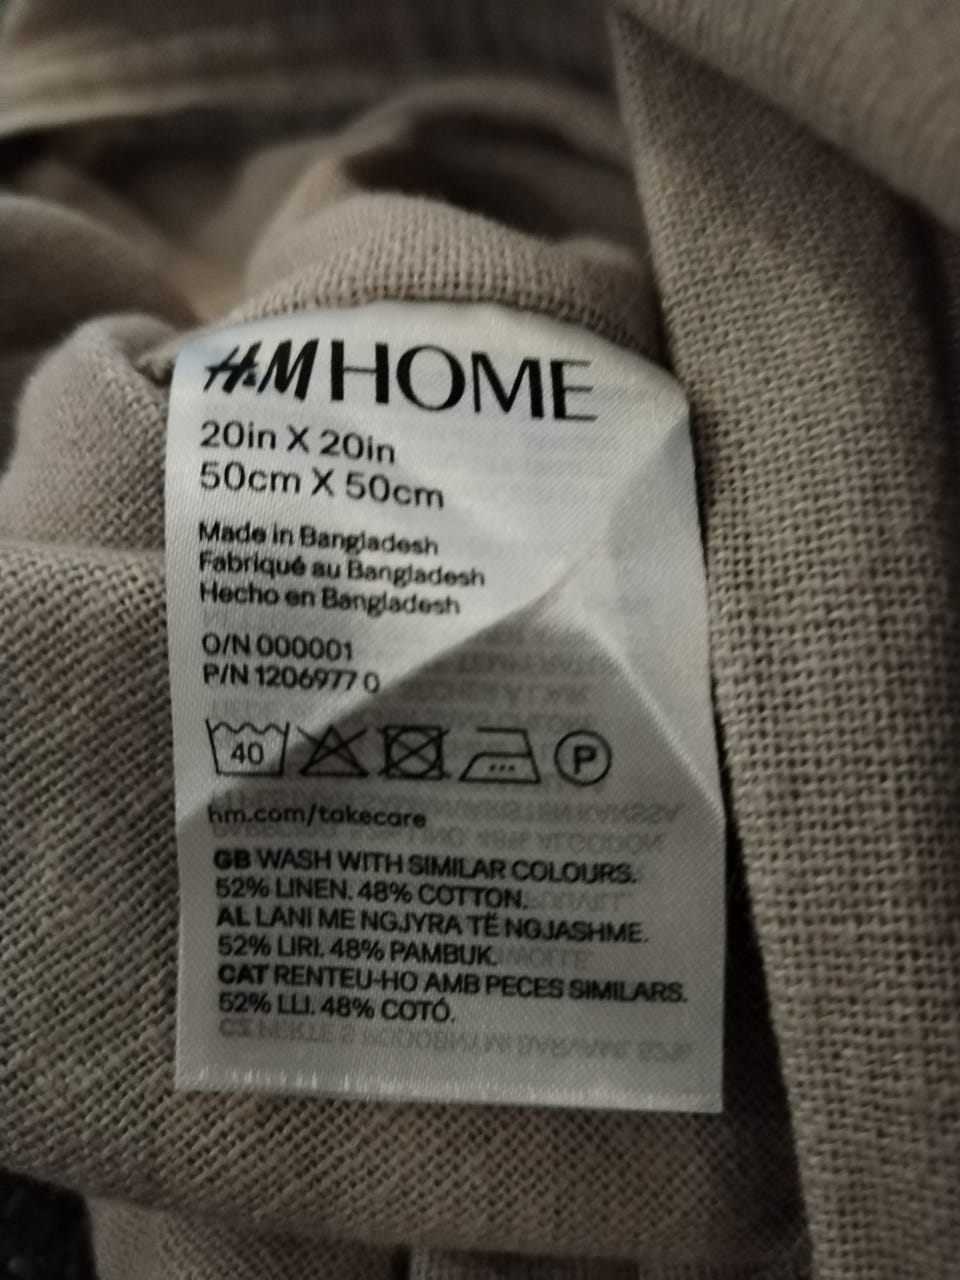 H&M HOME
20in X 20in
50cm X 50cm
Made in Bangladesh
Fabriqué au Bangladesh
Hecho en Bangladesh
O/N 000001
P/N 1206977 0
40
P
hm.com/takecare
GB WASH WITH SIMILAR COLOURS.
52% LINEN. 48% COTTON.
AL LANI ME NGJYRA TË NGJASHME.
52% LIRI. 48% PAMBUK.
CAT RENTEU-HO AMB PECES SIMILARS.
52% LLI. 48% COTÓ.